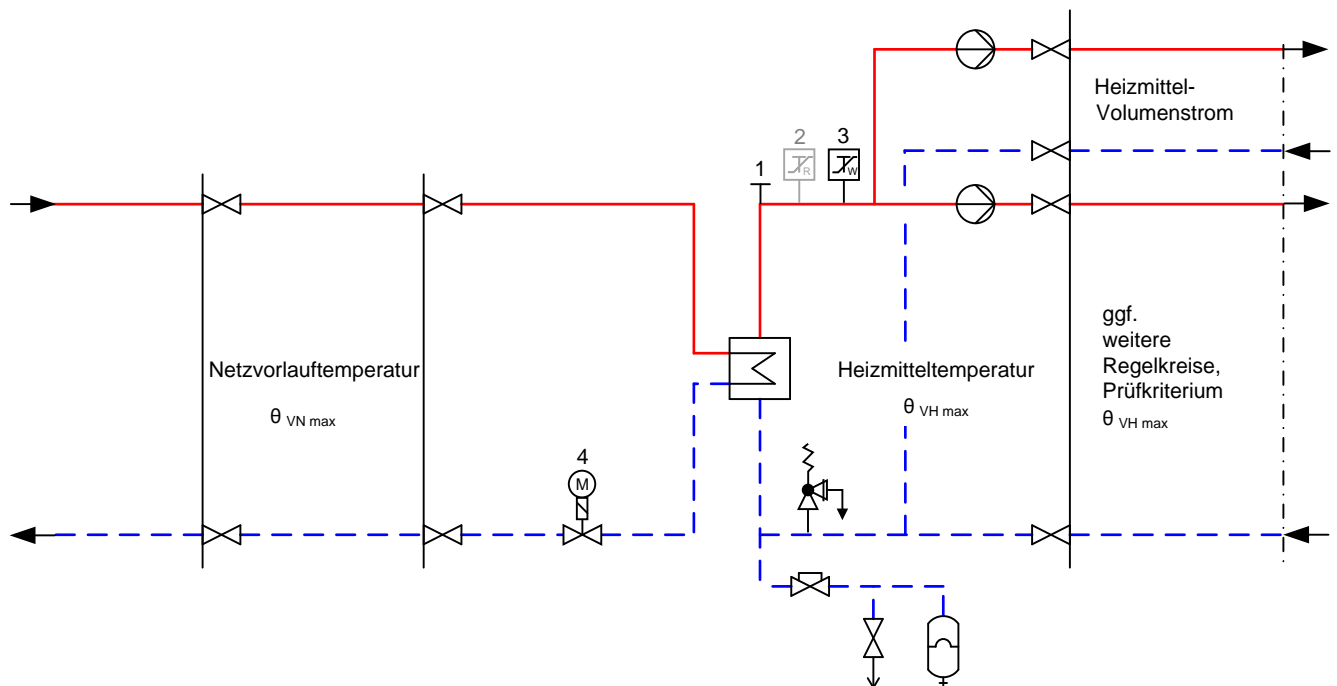 Heizmittel-
Volumenstrom
2
3
1
R
W
Netzvorlauftemperatur
θ VN max
Heizmitteltemperatur
θ VH max
ggf.
weitere
Regelkreise,
Prüfkriterium
θ VH max
4
M